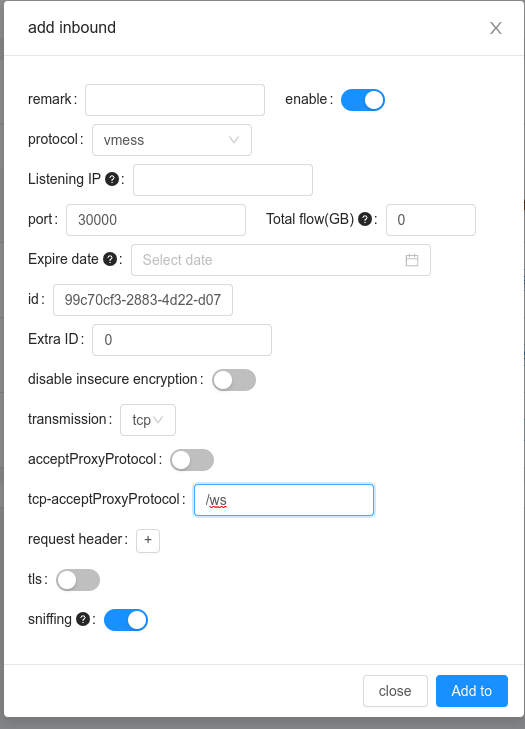 add inbound X
remark : enable :
protocol : vmess
Listening IP ? :
port : 30000 Total flow(GB) ? : 0
Expire date ? : Select date
id : 99c70cf3-2883-4d22-d07
Extra ID : 0
disable insecure encryption :
transmission : tcp
acceptProxyProtocol :
tcp-acceptProxyProtocol : /ws
request header : +
tls :
sniffing ? :
close Add to